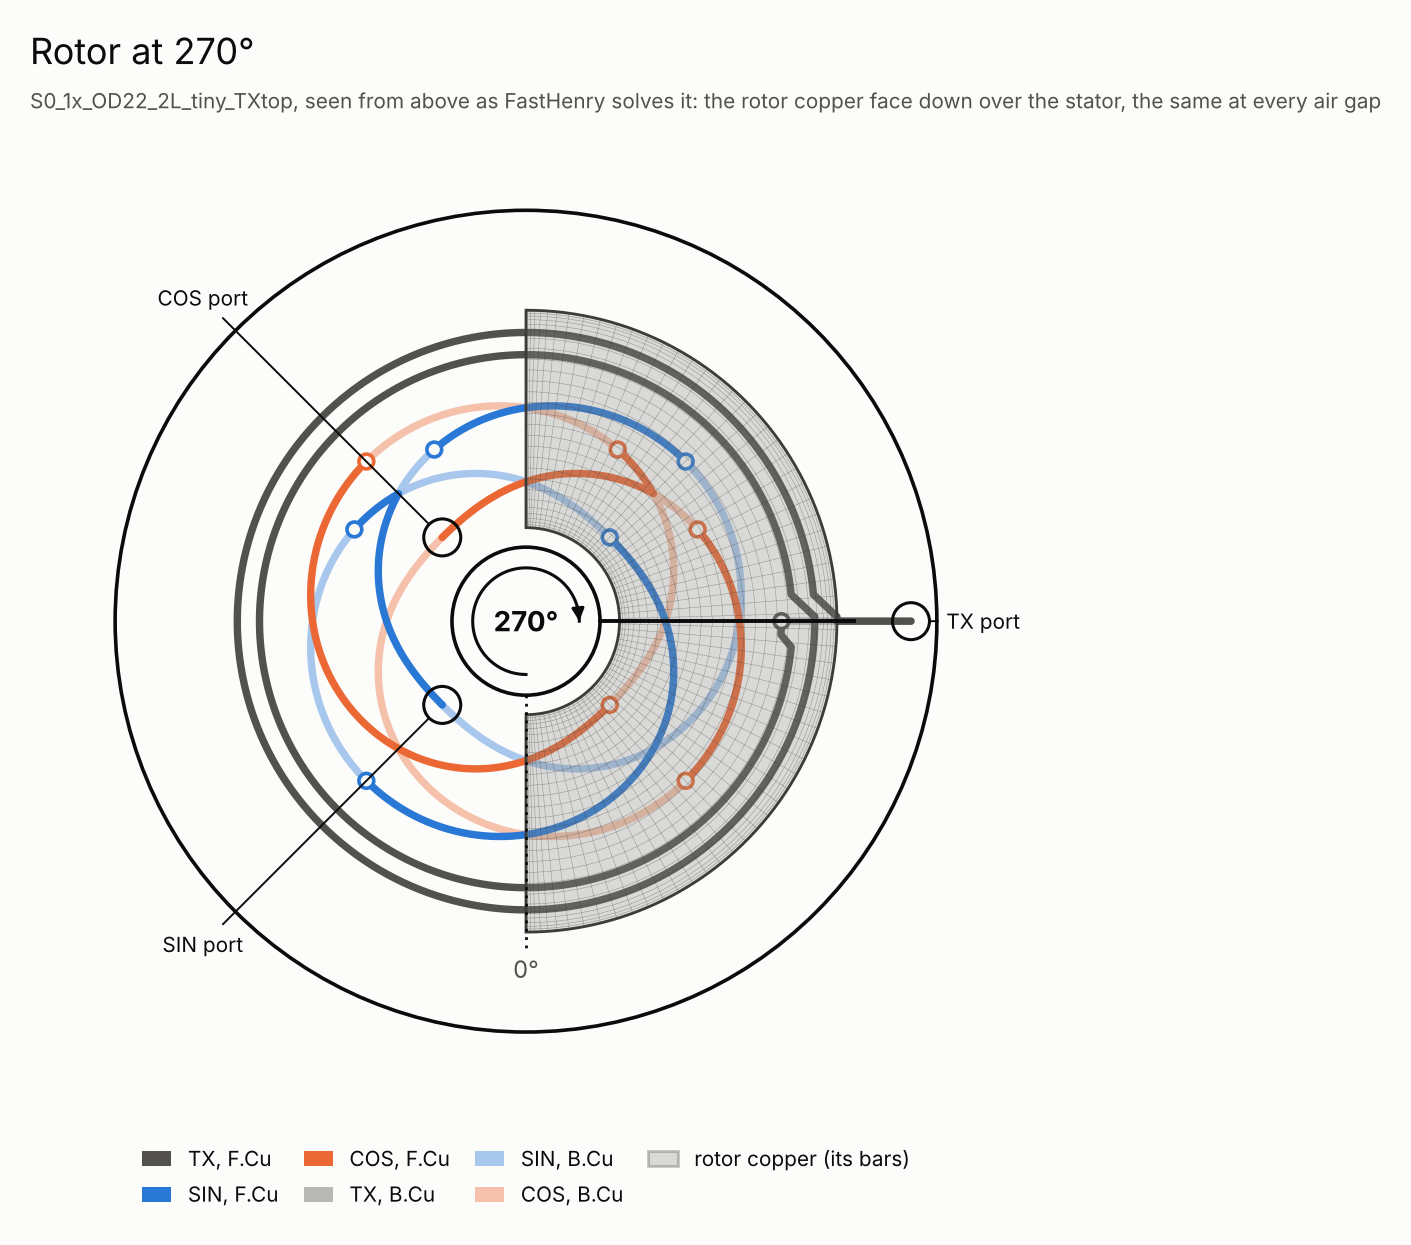 Rotor at 270°
S0_1x_OD22_2L_tiny_TXtop, seen from above as FastHenry solves it: the rotor copper face down over the stator, the same at every air gap
COS port
270°
TX port
SIN port
0°
TX, F.Cu
COS, F.Cu
SIN, B.Cu
rotor copper (its bars)
SIN, F.Cu
TX, B.Cu
COS, B.Cu